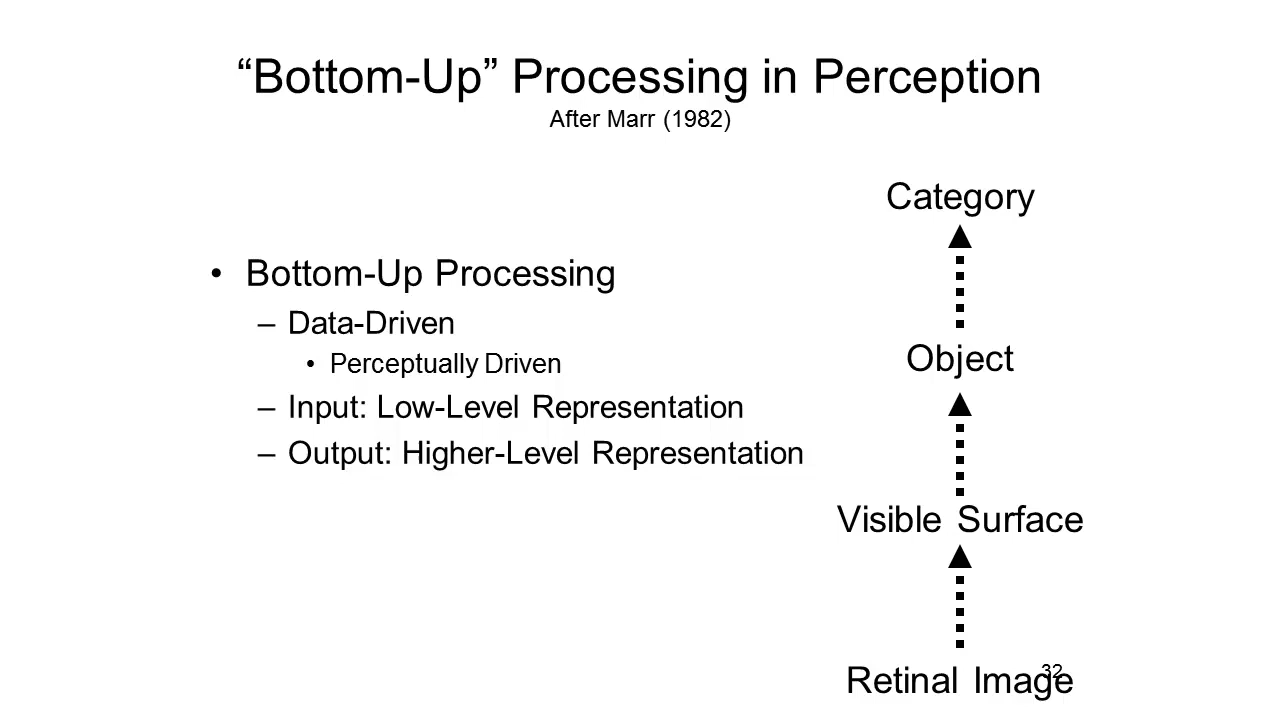 “Bottom-Up” Processing in Perception
After Marr (1982)
• Bottom-Up Processing
– Data-Driven
• Perceptually Driven
– Input: Low-Level Representation
– Output: Higher-Level Representation
Category
Object
Visible Surface
Retinal Image
32